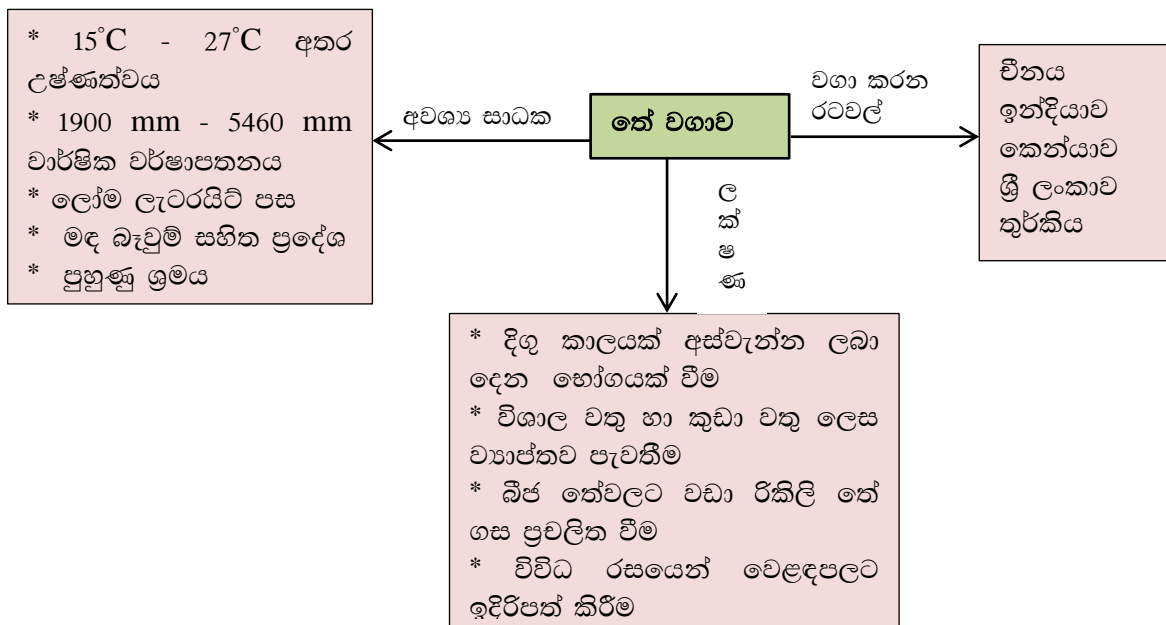 * 15°C - 27°C අතර
උෂ්ණත්වය
* 1900 mm - 5460 mm
වාර්ෂික වර්ෂාපතනය
* ලෝම ලැටරයිට් පස
* මඳ බෑවුම් සහිත ප්‍රදේශ
* පුහුණු ශ්‍රමය
අවශ්‍ය සාධක
තේ වගාව
වගා කරන
රටවල්
චීනය
ඉන්දියාව
කෙන්යාව
ශ්‍රී ලංකාව
තුර්කිය
ල
ක්
ෂ
ණ
* දිගු කාලයක් අස්වැන්න ලබා
දෙන භෝගයක් වීම
* විශාල වතු හා කුඩා වතු ලෙස
ව්‍යාප්තව පැවතීම
* බීජ තේවලට වඩා රිකිලි තේ
ගස ප්‍රචලිත වීම
* විවිධ රසයෙන් වෙළඳපලට
ඉදිරිපත් කිරීම